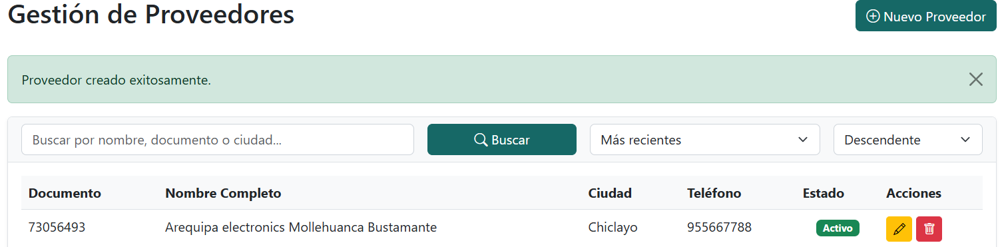 Gestión de Proveedores
Nuevo Proveedor
Proveedor creado exitosamente.
Buscar por nombre, documento o ciudad...
Buscar
Más recientes
Descendente
Documento Nombre Completo Ciudad Teléfono Estado Acciones
73056493 Arequipa electronics Mollehuanca Bustamante Chiclayo 955667788 Activo